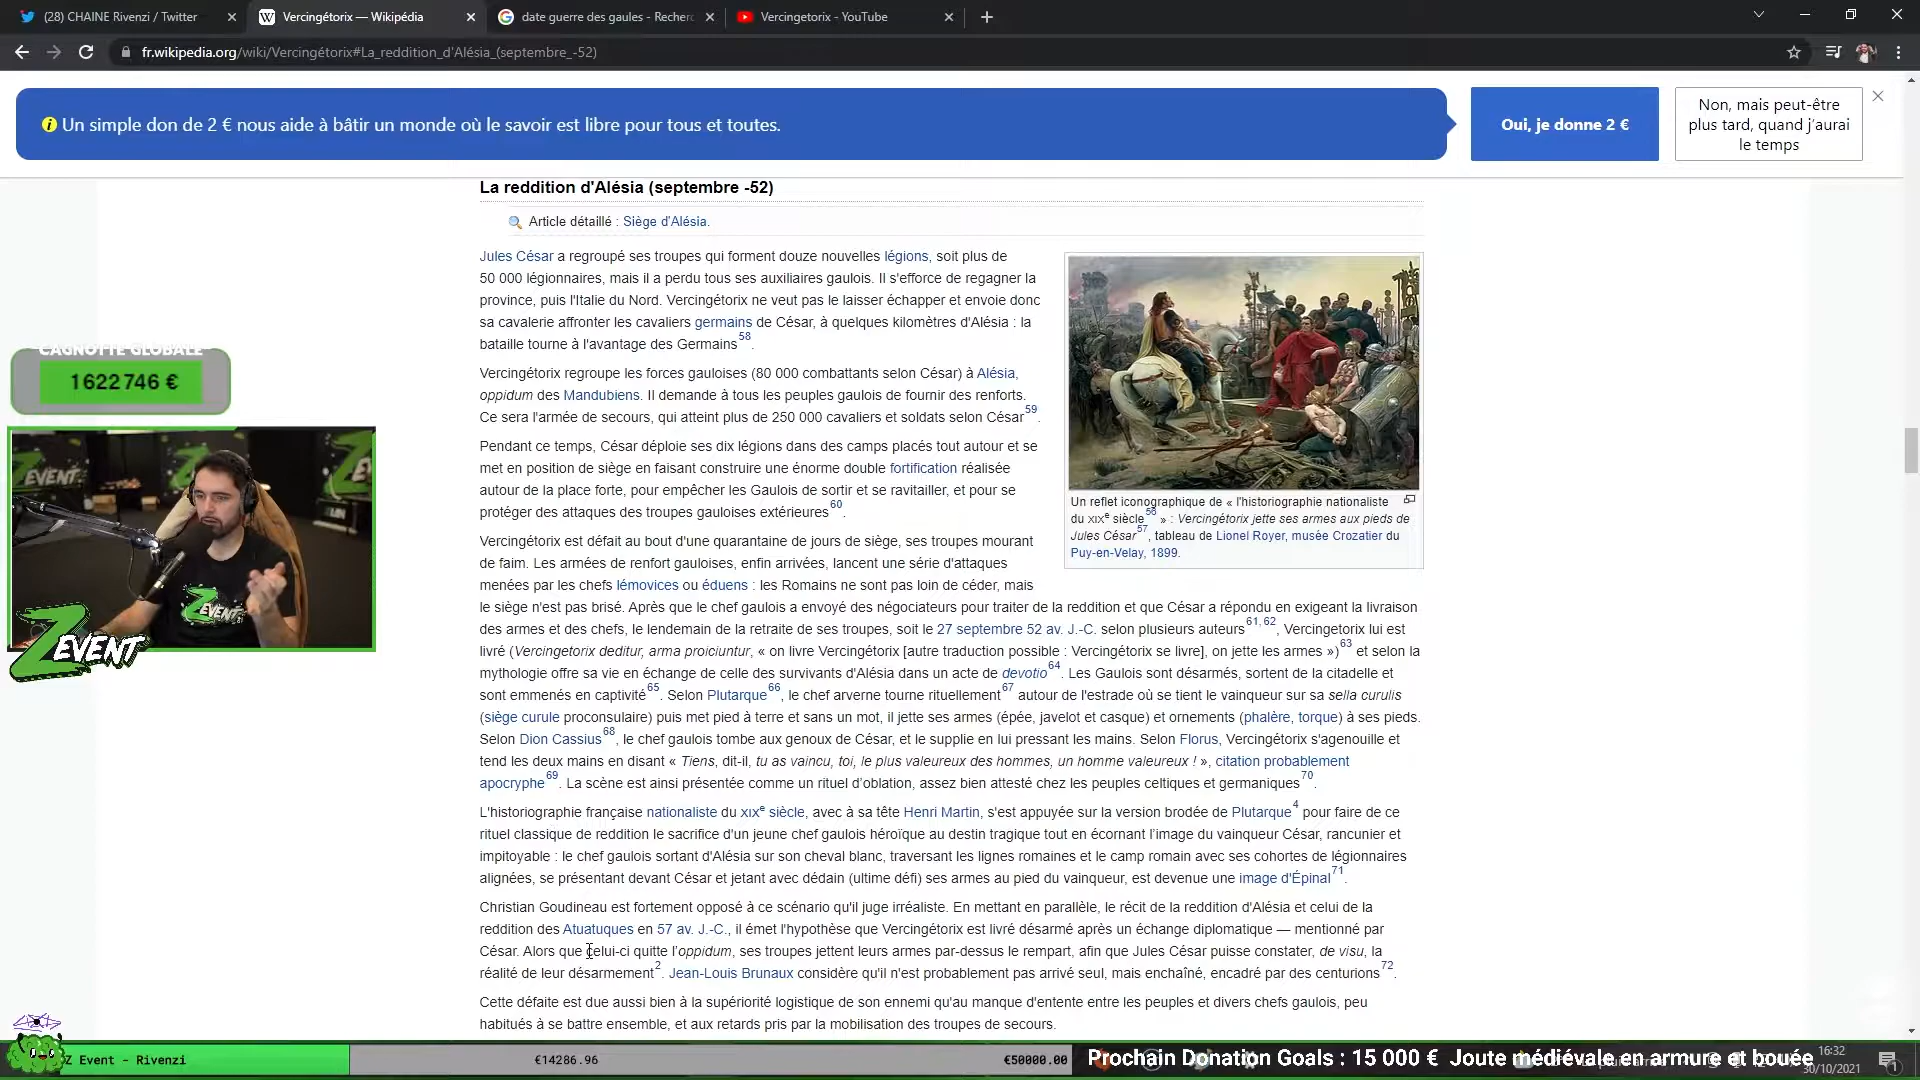 (28) CHAINE Rivenzi / Twitter
Vercingétorix — Wikipédia
date guerre des gaules - Recherc
Vercingetorix - YouTube
fr.wikipedia.org/wiki/Vercingétorix#La_reddition_d'Alésia_(septembre_-52)
Un simple don de 2 € nous aide à bâtir un monde où le savoir est libre pour tous et toutes.
Oui, je donne 2 €
Non, mais peut-être
plus tard, quand j'aurai
le temps
La reddition d'Alésia (septembre -52)
Article détaillé : Siège d'Alésia.
Jules César a regroupé ses troupes qui forment douze nouvelles légions, soit plus de
50 000 légionnaires, mais il a perdu tous ses auxiliaires gaulois. Il s'efforce de regagner la
province, puis l'Italie du Nord. Vercingétorix ne veut pas le laisser échapper et envoie donc
sa cavalerie affronter les cavaliers germains de César, à quelques kilomètres d'Alésia : la
bataille tourne à l'avantage des Germains58.
Vercingétorix regroupe les forces gauloises (80 000 combattants selon César) à Alésia,
oppidum des Mandubiens. Il demande à tous les peuples gaulois de fournir des renforts.
Ce sera l'armée de secours, qui atteint plus de 250 000 cavaliers et soldats selon César59.
Pendant ce temps, César déploie ses dix légions dans des camps placés tout autour et se
met en position de siège en faisant construire une énorme double fortification réalisée
autour de la place forte, pour empêcher les Gaulois de sortir et se ravitailler, et pour se
protéger des attaques des troupes gauloises extérieures60.
Vercingétorix est défait au bout d'une quarantaine de jours de siège, ses troupes mourant
de faim. Les armées de renfort gauloises, enfin arrivées, lancent une série d'attaques
menées par les chefs lémovices ou éduens : les Romains ne sont pas loin de céder, mais
le siège n'est pas brisé. Après que le chef gaulois a envoyé des négociateurs pour traiter de la reddition et que César a répondu en exigeant la livraison
des armes et des chefs, le lendemain de la retraite de ses troupes, soit le 27 septembre 52 av. J.-C. selon plusieurs auteurs61, 62, Vercingetorix lui est
livré (Vercingetorix deditur, arma proiciuntur, « on livre Vercingétorix [autre traduction possible : Vercingétorix se livre], on jette les armes »)63 et selon la
mythologie offre sa vie en échange de celle des survivants d'Alésia dans un acte de devotio64. Les Gaulois sont désarmés, sortent de la citadelle et
sont emmenés en captivité65. Selon Plutarque66, le chef arverne tourne rituellement67 autour de l'estrade où se tient le vainqueur sur sa sella curulis
(siège curule proconsulaire) puis met pied à terre et sans un mot, il jette ses armes (épée, javelot et casque) et ornements (phalère, torque) à ses pieds.
Selon Dion Cassius68, le chef gaulois tombe aux genoux de César, et le supplie en lui pressant les mains. Selon Florus, Vercingétorix s'agenouille et
tend les deux mains en disant « Tiens, dit-il, tu as vaincu, toi, le plus valeureux des hommes, un homme valeureux ! », citation probablement
apocryphe69. La scène est ainsi présentée comme un rituel d'oblation, assez bien attesté chez les peuples celtiques et germaniques70.
L'historiographie française nationaliste du XIXe siècle, avec à sa tête Henri Martin, s'est appuyée sur la version brodée de Plutarque4 pour faire de ce
rituel classique de reddition le sacrifice d'un jeune chef gaulois héroïque au destin tragique tout en écornant l'image du vainqueur César, rancunier et
impitoyable : le chef gaulois sortant d'Alésia sur son cheval blanc, traversant les lignes romaines et le camp romain avec ses cohortes de légionnaires
alignées, se présentant devant César et jetant avec dédain (ultime défi) ses armes au pied du vainqueur, est devenue une image d'Épinal71.
Christian Goudineau est fortement opposé à ce scénario qu'il juge irréaliste. En mettant en parallèle, le récit de la reddition d'Alésia et celui de la
reddition des Atuatuques en 57 av. J.-C., il émet l'hypothèse que Vercingétorix est livré désarmé après un échange diplomatique — mentionné par
César. Alors que celui-ci quitte l'oppidum, ses troupes jettent leurs armes par-dessus le rempart, afin que Jules César puisse constater, de visu, la
réalité de leur désarmement2. Jean-Louis Brunaux considère qu'il n'est probablement pas arrivé seul, mais enchaîné, encadré par des centurions72.
Cette défaite est due aussi bien à la supériorité logistique de son ennemi qu'au manque d'entente entre les peuples et divers chefs gaulois, peu
habitués à se battre ensemble, et aux retards pris par la mobilisation des troupes de secours.
Un reflet iconographique de « l'historiographie nationaliste
du XIXe siècle56 » : Vercingétorix jette ses armes aux pieds de
Jules César57, tableau de Lionel Royer, musée Crozatier du
Puy-en-Velay, 1899.
CAGNOTTE GLOBALE
1 622 746 €
ZEVENT
ZEVENT
ZEVENT
Z Event - Rivenzi
€14286.96
€50000.00
Prochain Donation Goals : 15 000 € Joute médiévale en armure et bouée
16:32
30/10/2021